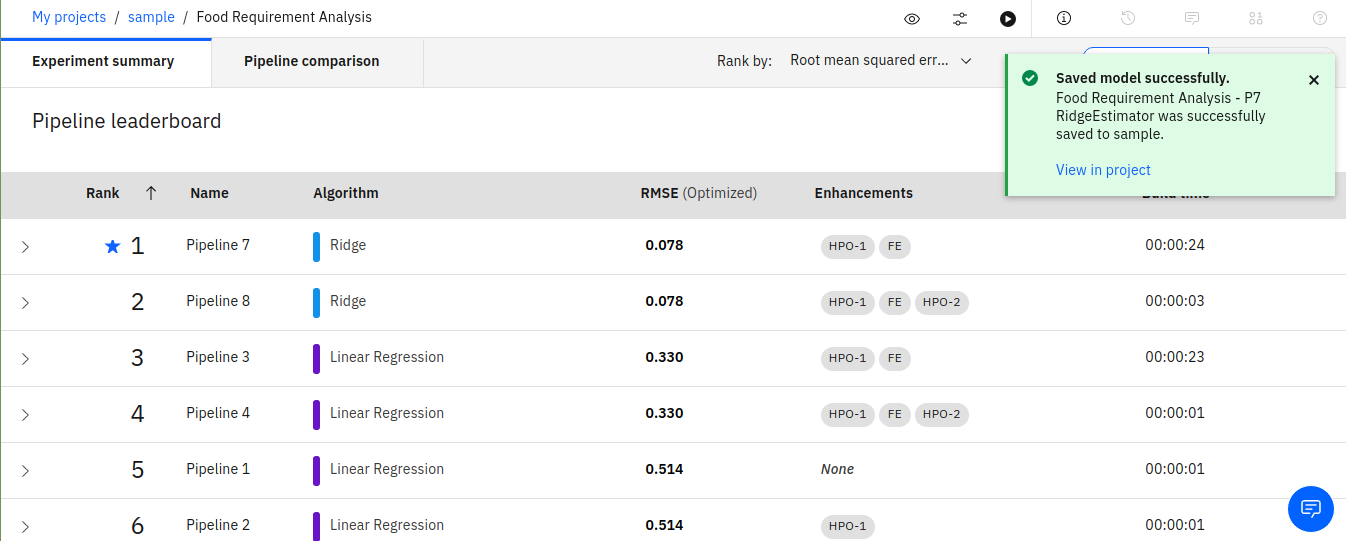 My projects / sample / Food Requirement Analysis
Experiment summary
Pipeline comparison
Rank by: Root mean squared err...
Saved model successfully.
Food Requirement Analysis - P7
RidgeEstimator was successfully
saved to sample.
View in project
Pipeline leaderboard
Rank Name Algorithm RMSE (Optimized) Enhancements Build time
1 Pipeline 7 Ridge 0.078 HPO-1 FE 00:00:24
2 Pipeline 8 Ridge 0.078 HPO-1 FE HPO-2 00:00:03
3 Pipeline 3 Linear Regression 0.330 HPO-1 FE 00:00:23
4 Pipeline 4 Linear Regression 0.330 HPO-1 FE HPO-2 00:00:01
5 Pipeline 1 Linear Regression 0.514 None 00:00:01
6 Pipeline 2 Linear Regression 0.514 HPO-1 00:00:01